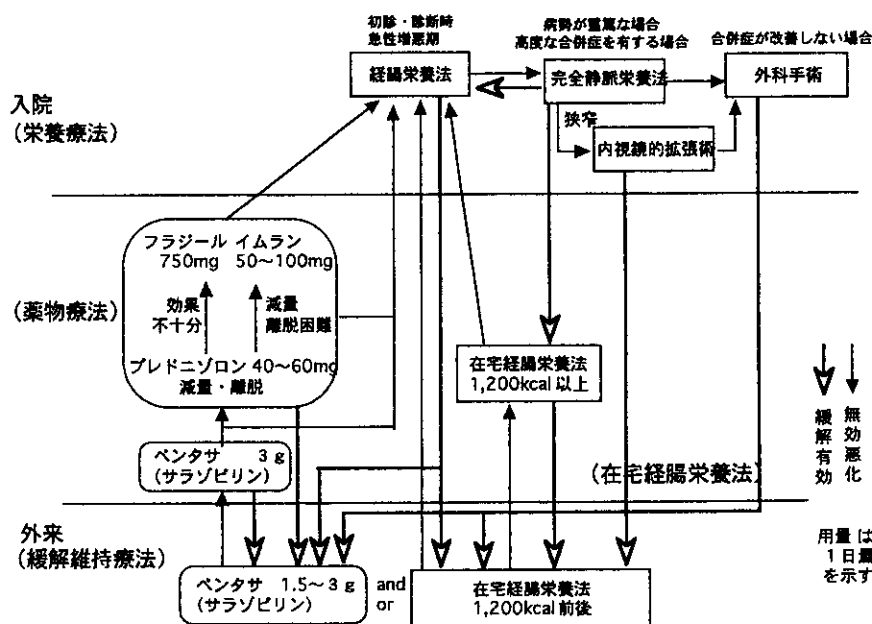 初診・診断時
急性増悪期
病勢が重篤な場合
高度な合併症を有する場合
合併症が改善しない場合
経腸栄養法
完全静脈栄養法
外科手術
入院
(栄養療法)
狭窄
内視鏡的拡張術
フラジール イムラン
750mg 50〜100mg
(薬物療法)
効果
不十分
減量
離脱困難
プレドニゾロン 40〜60mg
減量・離脱
在宅経腸栄養法
1,200kcal 以上
緩解有効
無効悪化
ペンタサ 3 g
(サラゾピリン)
(在宅経腸栄養法)
外来
(緩解維持療法)
用量 は
1 日量
を示す
ペンタサ 1.5〜3 g
(サラゾピリン)
and
or
在宅経腸栄養法
1,200kcal 前後